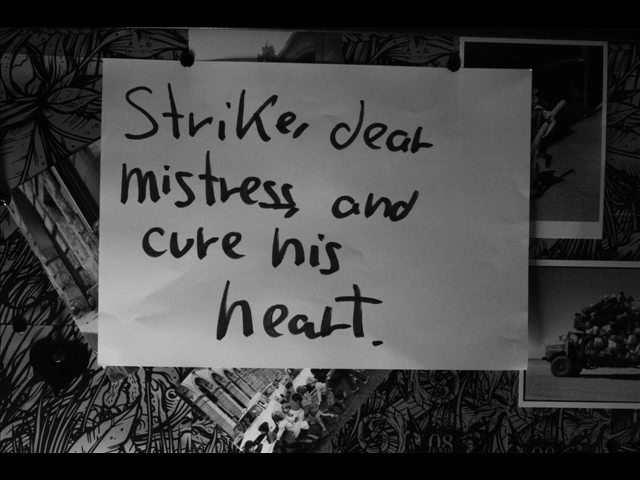 Strike, dear
mistress, and
cure his
heart.